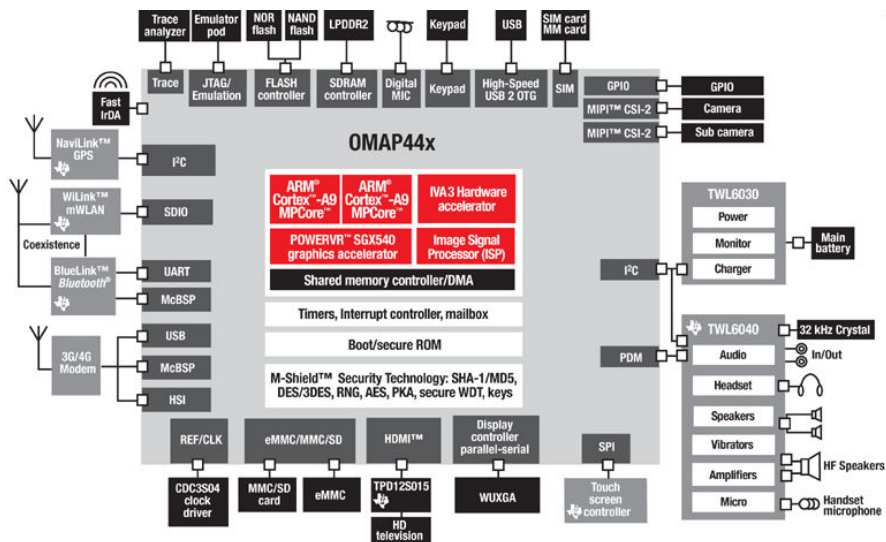 Trace
analyzer
Emulator
pod
NOR
flash
NAND
flash
LPDDR2
Keypad
USB
SIM card
MM card
Trace
JTAG/
Emulation
FLASH
controller
SDRAM
controller
Digital
MIC
Keypad
High-Speed
USB 2 OTG
SIM
GPIO
GPIO
MIPI™ CSI-2
Camera
MIPI™ CSI-2
Sub camera
Fast
IrDA
OMAP44x
NaviLink™
GPS
I²C
WiLink™
mWLAN
SDIO
Coexistence
BlueLink™
Bluetooth®
UART
McBSP
3G/4G
Modem
USB
McBSP
HSI
ARM®
Cortex™-A9
MPCore™
ARM®
Cortex™-A9
MPCore™
IVA 3 Hardware
accelerator
POWERVR™ SGX540
graphics accelerator
Image Signal
Processor (ISP)
Shared memory controller/DMA
Timers, Interrupt controller, mailbox
Boot/secure ROM
M-Shield™ Security Technology: SHA-1/MD5,
DES/3DES, RNG, AES, PKA, secure WDT, keys
I²C
PDM
TWL6030
Power
Monitor
Charger
Main
battery
TWL6040
32 kHz Crystal
Audio
In/Out
Headset
Speakers
Vibrators
Amplifiers
HF Speakers
Micro
Handset
microphone
REF/CLK
eMMC/MMC/SD
HDMI™
Display
controller
parallel-serial
SPI
CDC3S04
clock
driver
MMC/SD
card
eMMC
TPD12S015
HD
television
WUXGA
Touch
screen
controller